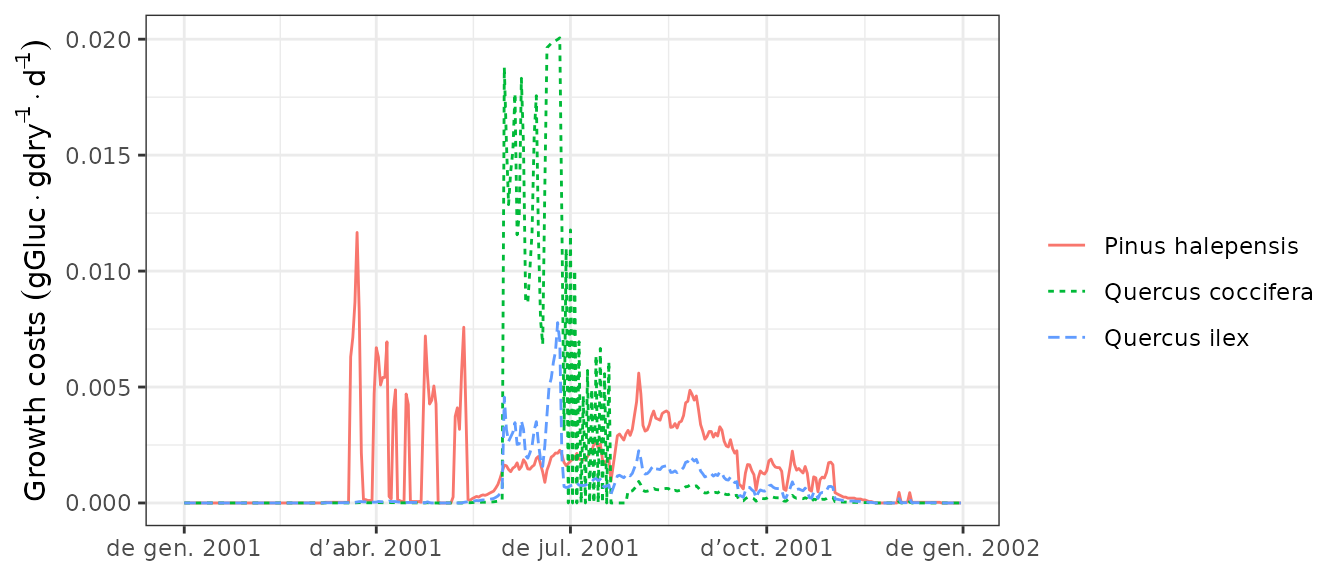 Growth costs (gGluc · gdry⁻¹ · d⁻¹)
0.020
0.015
0.010
0.005
0.000
de gen. 2001
d’abr. 2001
de jul. 2001
d’oct. 2001
de gen. 2002
Pinus halepensis
Quercus coccifera
Quercus ilex